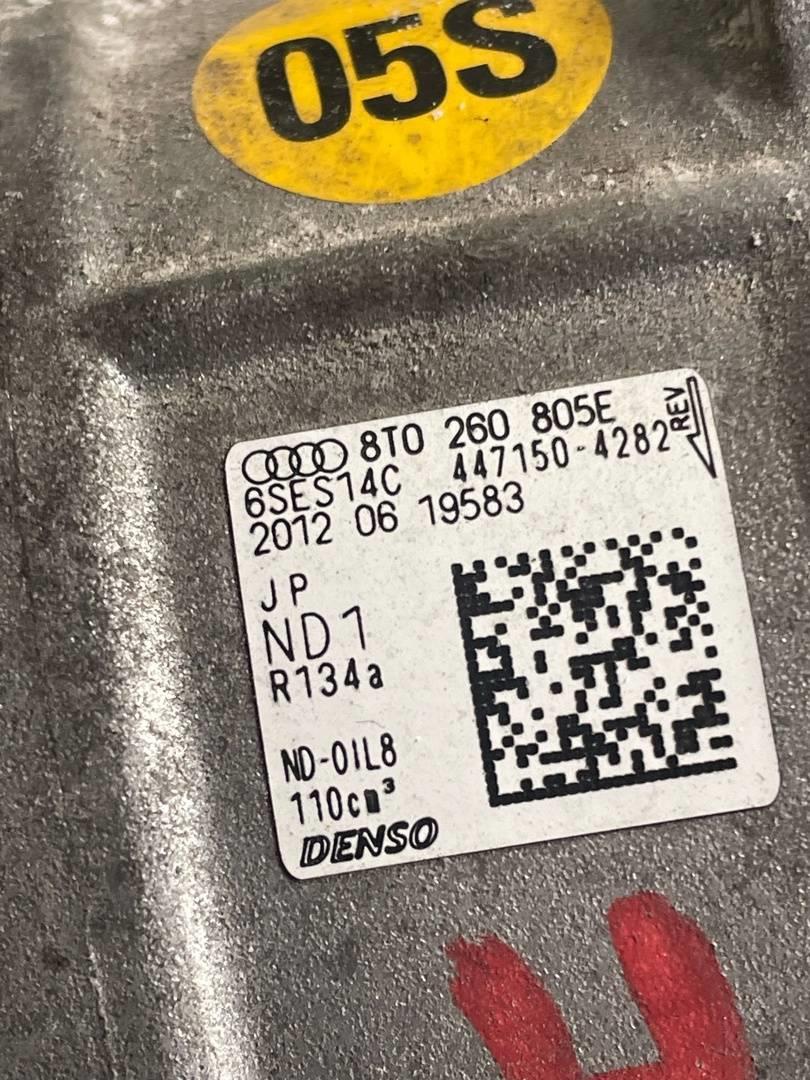 05S
8T0 260 805E
6SES14C 447150-4282
REV
2012 06 19583
JP
ND1
R134a
ND-OIL8
110cm³
DENSO